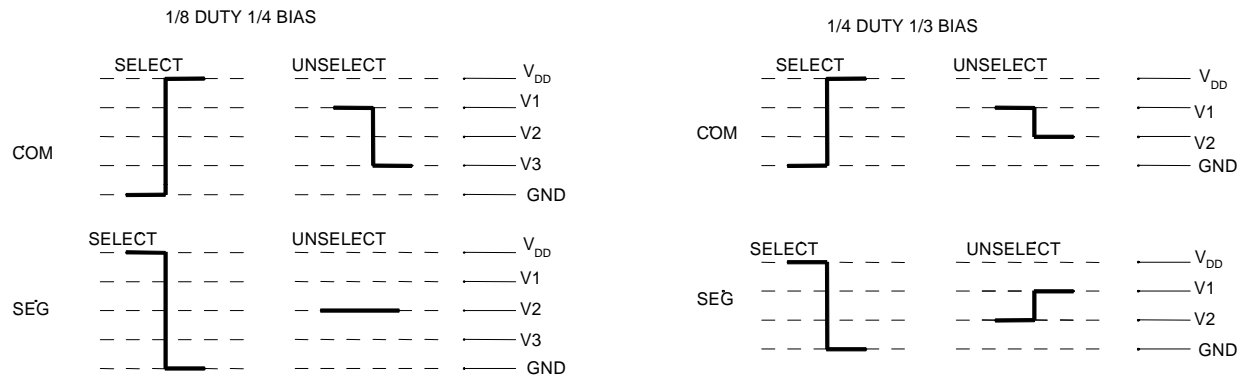 1/8 DUTY 1/4 BIAS
SELECT UNSELECT
COM
VDD
V1
V2
V3
GND
SELECT UNSELECT
SEG
VDD
V1
V2
V3
GND
1/4 DUTY 1/3 BIAS
SELECT UNSELECT
COM
VDD
V1
V2
GND
SELECT UNSELECT
SEG
VDD
V1
V2
GND